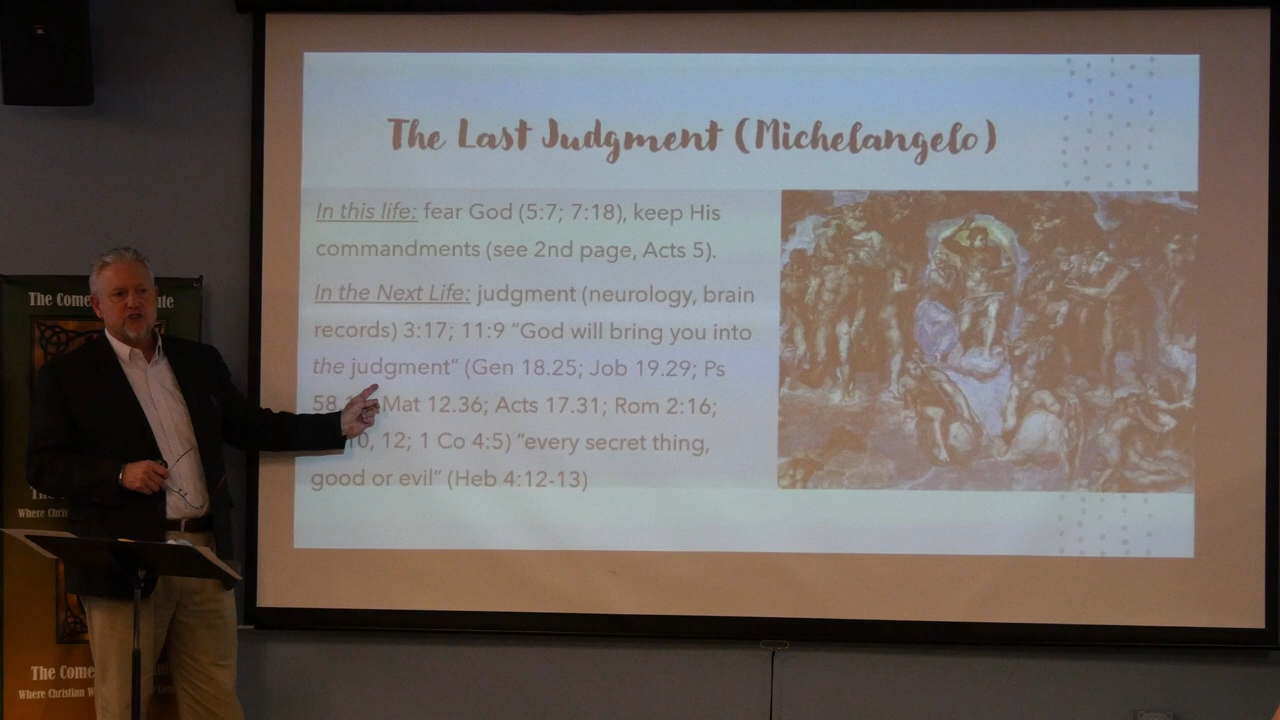 The Last Judgment (Michelangelo)
In this life: fear God (5:7; 7:18), keep His
commandments (see 2nd page, Acts 5).
In the Next Life: judgment (neurology, brain
records) 3:17; 11:9 “God will bring you into
the judgment” (Gen 18.25; Job 19.29; Ps
58. Mat 12.36; Acts 17.31; Rom 2:16;
10, 12; 1 Co 4:5) “every secret thing,
good or evil” (Heb 4:12-13)
The
Where
The
Where Christian